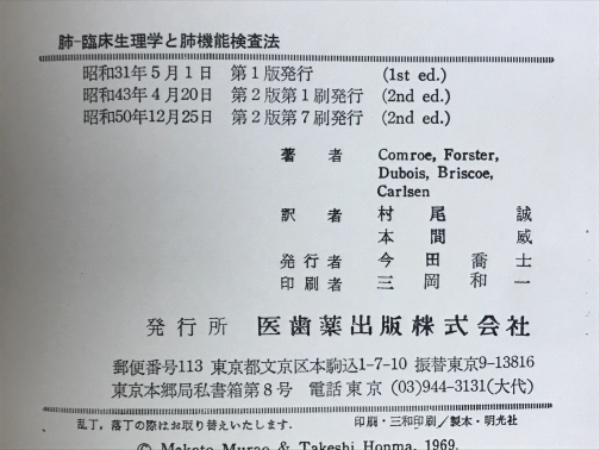 肺-臨床生理学と肺機能検査法
昭和31年5月1日 第1版発行 (1st ed.)
昭和43年4月20日 第2版第1刷発行 (2nd ed.)
昭和50年12月25日 第2版第7刷発行 (2nd ed.)
著者 Comroe, Forster,
Dubois, Briscoe,
Carlsen
訳者 村尾誠
本間威
発行者 今田喬士
印刷者 三岡和一
発行所 医歯薬出版株式会社
郵便番号113 東京都文京区本駒込1-7-10 振替東京9-13816
東京本郷局私書箱第8号 電話東京 (03)944-3131(大代)
乱丁,落丁の際はお取り替えいたします. 印刷・三和印刷/製本・明光社
© Makoto Murao & Takeshi Honma, 1969.